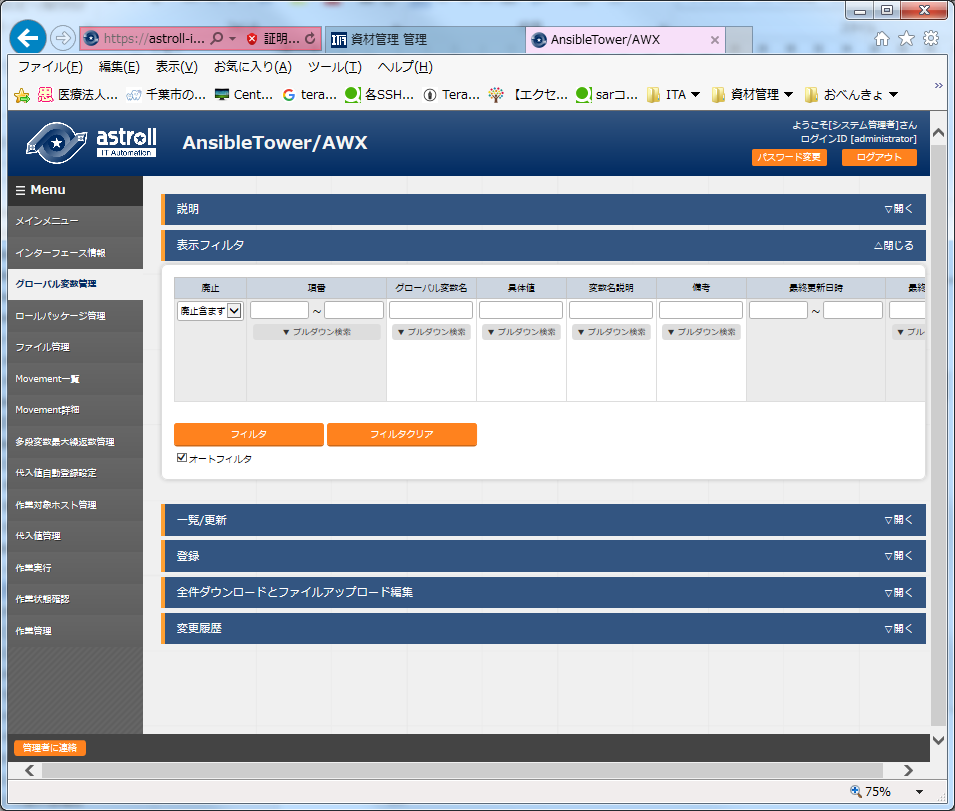 https://astroll-i... 証明... 資材管理 管理 AnsibleTower/AWX
ファイル(F) 編集(E) 表示(V) お気に入り(A) ツール(T) ヘルプ(H)
医療法人... 千葉市の... Cent... tera... 各SSH... Tera... 【エクセ... sarコ... ITA ▼ 資材管理 ▼ おべんきょ ▼ »
astroll
IT Automation
AnsibleTower/AWX
ようこそ[システム管理者]さん
ログインID [administrator]
パスワード変更 ログアウト
☰ Menu
メインメニュー
インターフェース情報
グローバル変数管理
ロールパッケージ管理
ファイル管理
Movement一覧
Movement詳細
多段変数最大繰返数管理
代入値自動登録設定
作業対象ホスト管理
代入値管理
作業実行
作業状態確認
作業管理
説明 ▽開く
表示フィルタ △閉じる
廃止 項番 グローバル変数名 具体値 変数名説明 備考 最終更新日時 最終
廃止含まず ～ ～
▼ プルダウン検索 ▼ プルダウン検索 ▼ プルダウン検索 ▼ プルダウン検索 ▼ プルダウン検索 ▼ プル
フィルタ フィルタクリア
オートフィルタ
一覧/更新 ▽開く
登録 ▽開く
全件ダウンロードとファイルアップロード編集 ▽開く
変更履歴 ▽開く
管理者に連絡
75%